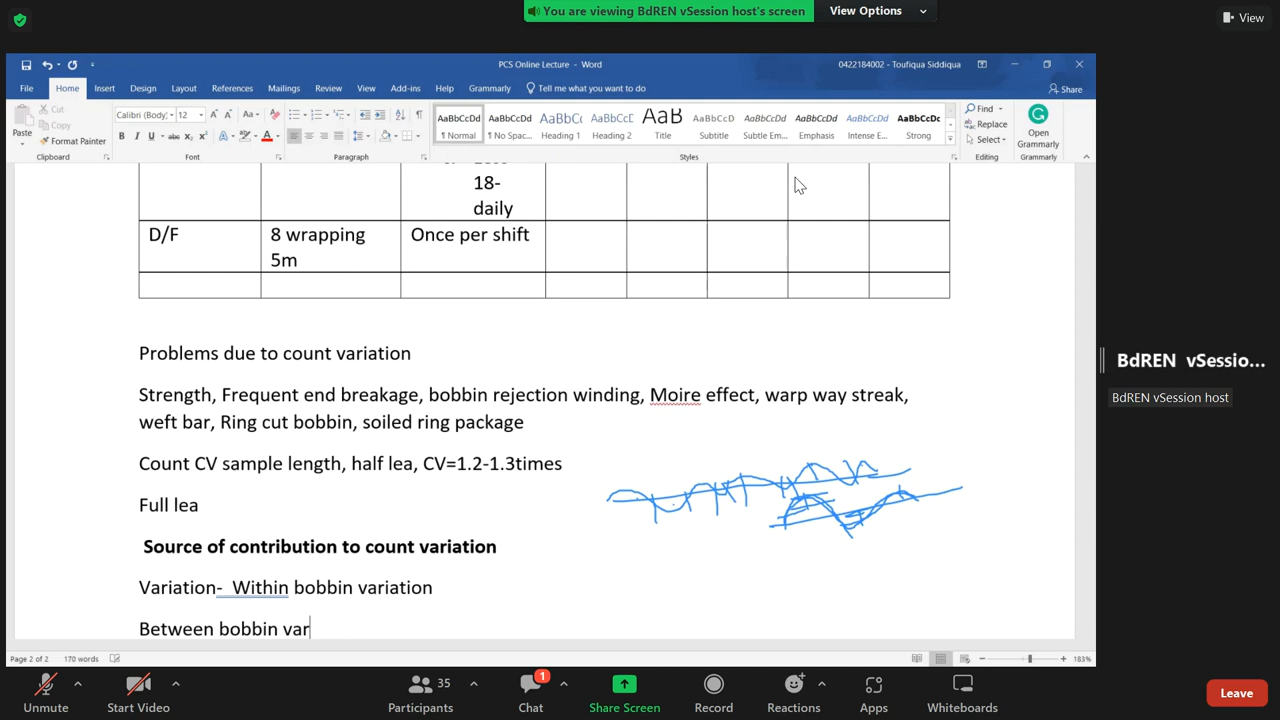 You are viewing BdREN vSession host's screen
View Options
View
PCS Online Lecture - Word
0422184002 - Toufiqua Siddiqua
File Home Insert Design Layout References Mailings Review View Add-ins Help Grammarly Tell me what you want to do
Share
Paste
Cut
Copy
Format Painter
Clipboard
Calibri (Body) 12
Font
Paragraph
AaBbCcDd AaBbCcDd AaBbC AaBbCcC AaB AaBbCcD AaBbCcDd AaBbCcDd AaBbCcDd AaBbCcDc
¶ Normal ¶ No Spac... Heading 1 Heading 2 Title Subtitle Subtle Em... Emphasis Intense E... Strong
Styles
Find
Replace
Select
Editing
Open Grammarly
Grammarly
18-
daily
D/F 8 wrapping 5m Once per shift
Problems due to count variation
Strength, Frequent end breakage, bobbin rejection winding, Moire effect, warp way streak,
weft bar, Ring cut bobbin, soiled ring package
Count CV sample length, half lea, CV=1.2-1.3times
Full lea
Source of contribution to count variation
Variation- Within bobbin variation
Between bobbin var
Page 2 of 2 170 words
183%
BdREN vSessio...
BdREN vSession host
Unmute
Start Video
35
Participants
1
Chat
Share Screen
Record
Reactions
Apps
Whiteboards
Leave